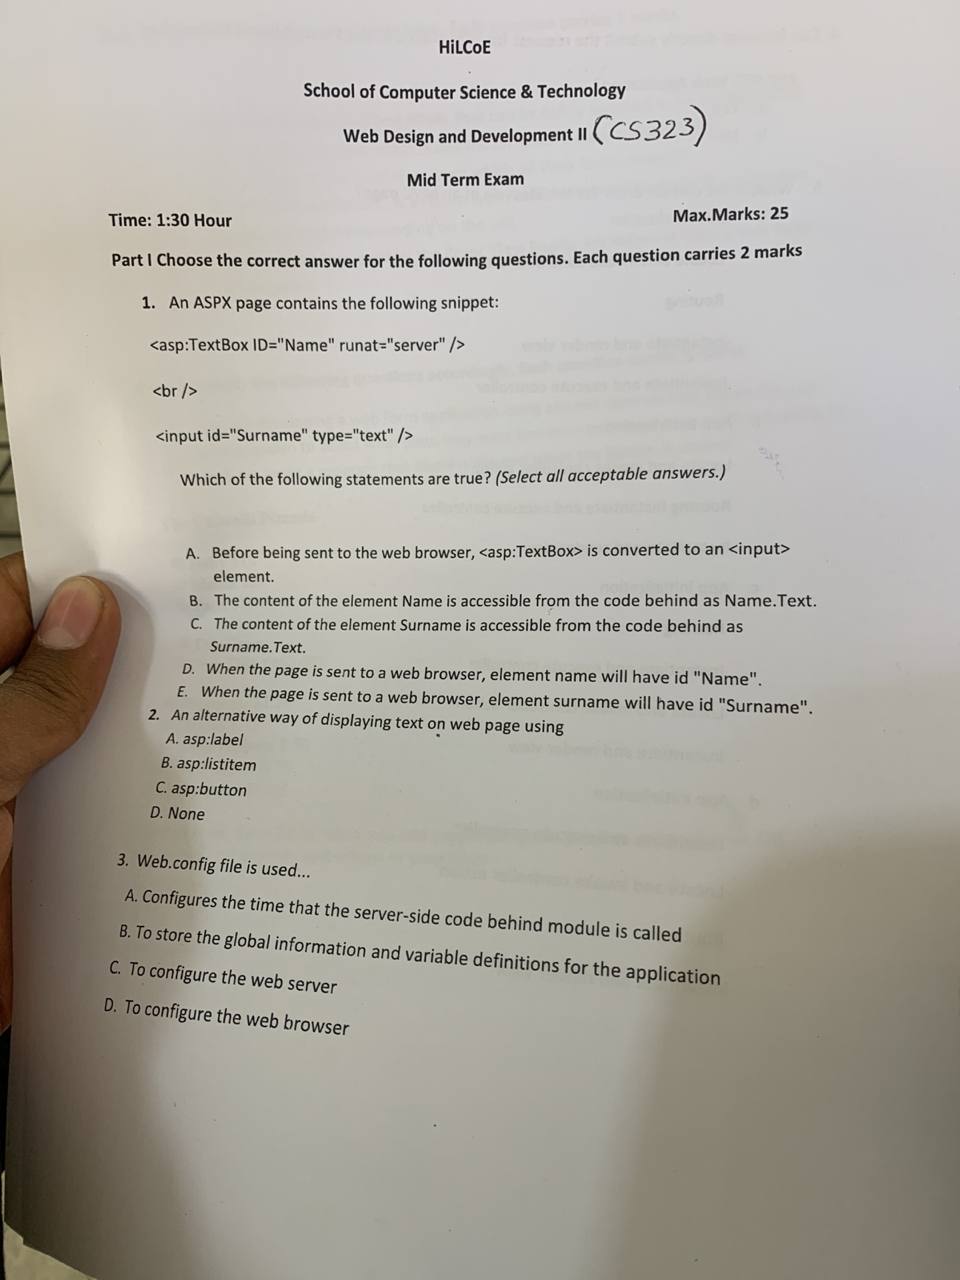 HiLCoE
School of Computer Science & Technology
Web Design and Development II (CS323)
Mid Term Exam
Time: 1:30 Hour
Max.Marks: 25
Part I Choose the correct answer for the following questions. Each question carries 2 marks
1. An ASPX page contains the following snippet:
<asp:TextBox ID="Name" runat="server" />
<br />
<input id="Surname" type="text" />
Which of the following statements are true? (Select all acceptable answers.)
A. Before being sent to the web browser, <asp:TextBox> is converted to an <input>
element.
B. The content of the element Name is accessible from the code behind as Name.Text.
C. The content of the element Surname is accessible from the code behind as
Surname.Text.
D. When the page is sent to a web browser, element name will have id "Name".
E. When the page is sent to a web browser, element surname will have id "Surname".
2. An alternative way of displaying text on web page using
A. asp:label
B. asp:listitem
C. asp:button
D. None
3. Web.config file is used...
A. Configures the time that the server-side code behind module is called
B. To store the global information and variable definitions for the application
C. To configure the web server
D. To configure the web browser